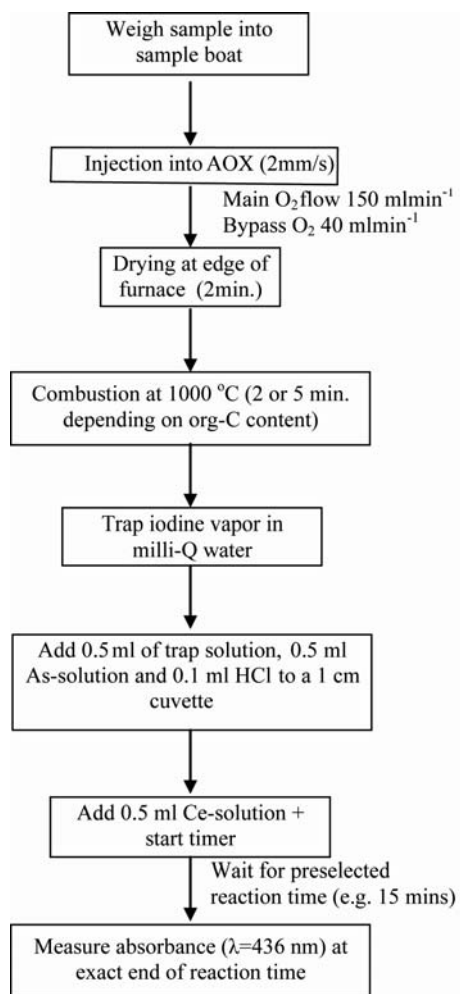 Weigh sample into
sample boat
Injection into AOX (2mm/s)
Main O₂ flow 150 mlmin⁻¹
Bypass O₂ 40 mlmin⁻¹
Drying at edge of
furnace (2min.)
Combustion at 1000 °C (2 or 5 min.
depending on org-C content)
Trap iodine vapor in
milli-Q water
Add 0.5 ml of trap solution, 0.5 ml
As-solution and 0.1 ml HCl to a 1 cm
cuvette
Add 0.5 ml Ce-solution +
start timer
Wait for preselected
reaction time (e.g. 15 mins)
Measure absorbance (λ=436 nm) at
exact end of reaction time